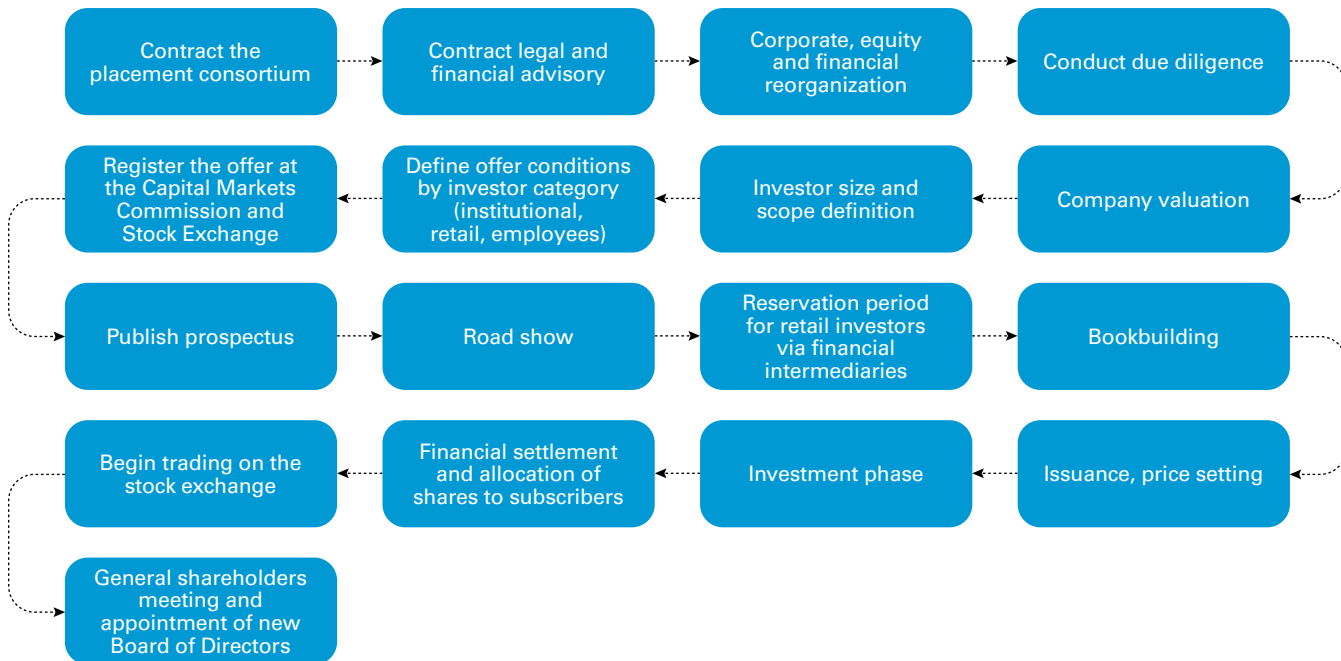 Contract the
placement consortium
Contract legal and
financial advisory
Corporate, equity
and financial
reorganization
Conduct due diligence
Company valuation
Investor size and
scope definition
Define offer conditions
by investor category
(institutional,
retail, employees)
Register the offer at
the Capital Markets
Commission and
Stock Exchange
Publish prospectus
Road show
Reservation period
for retail investors
via financial
intermediaries
Bookbuilding
Issuance, price setting
Investment phase
Financial settlement
and allocation of
shares to subscribers
Begin trading on the
stock exchange
General shareholders
meeting and
appointment of new
Board of Directors